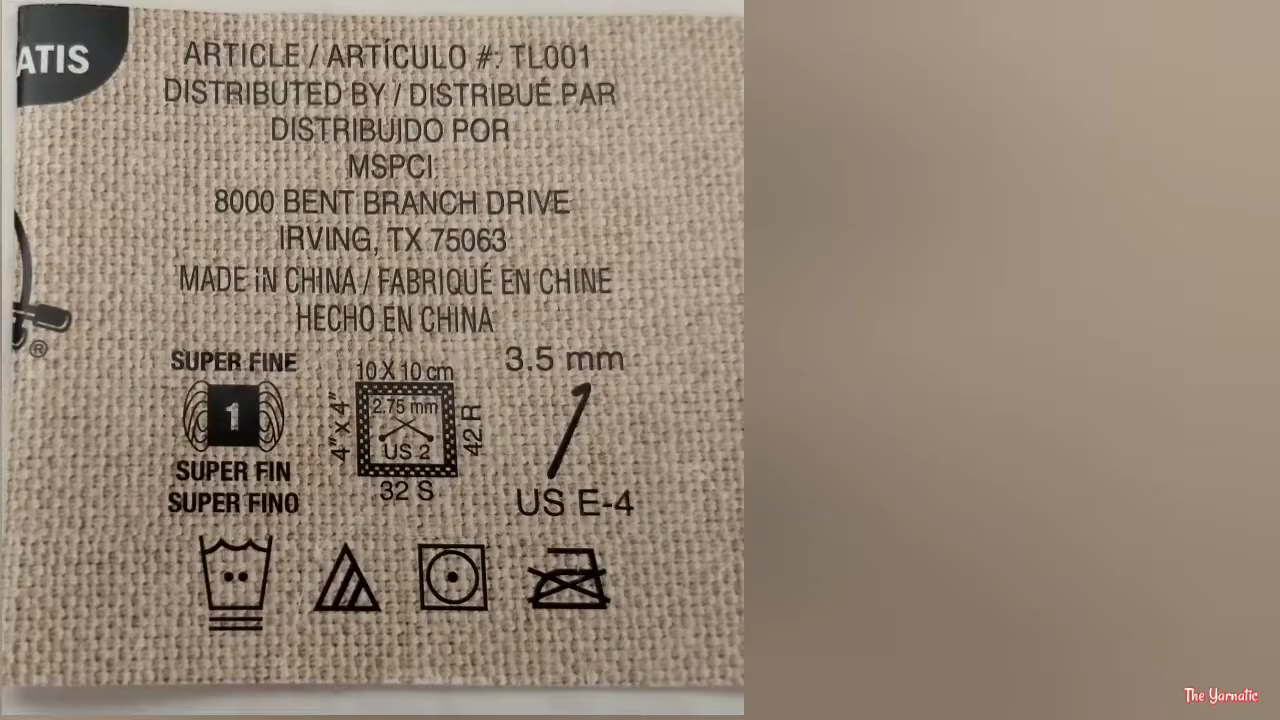 ATIS
ARTICLE / ARTÍCULO #: TL001
DISTRIBUTED BY / DISTRIBUÉ PAR
DISTRIBUIDO POR
MSPCI
8000 BENT BRANCH DRIVE
IRVING, TX 75063
MADE IN CHINA / FABRIQUÉ EN CHINE
HECHO EN CHINA
®
SUPER FINE
1
SUPER FIN
SUPER FINO
10 X 10 cm
4" x 4"
2.75 mm
US 2
42 R
32 S
3.5 mm
US E-4
The Yarnatic